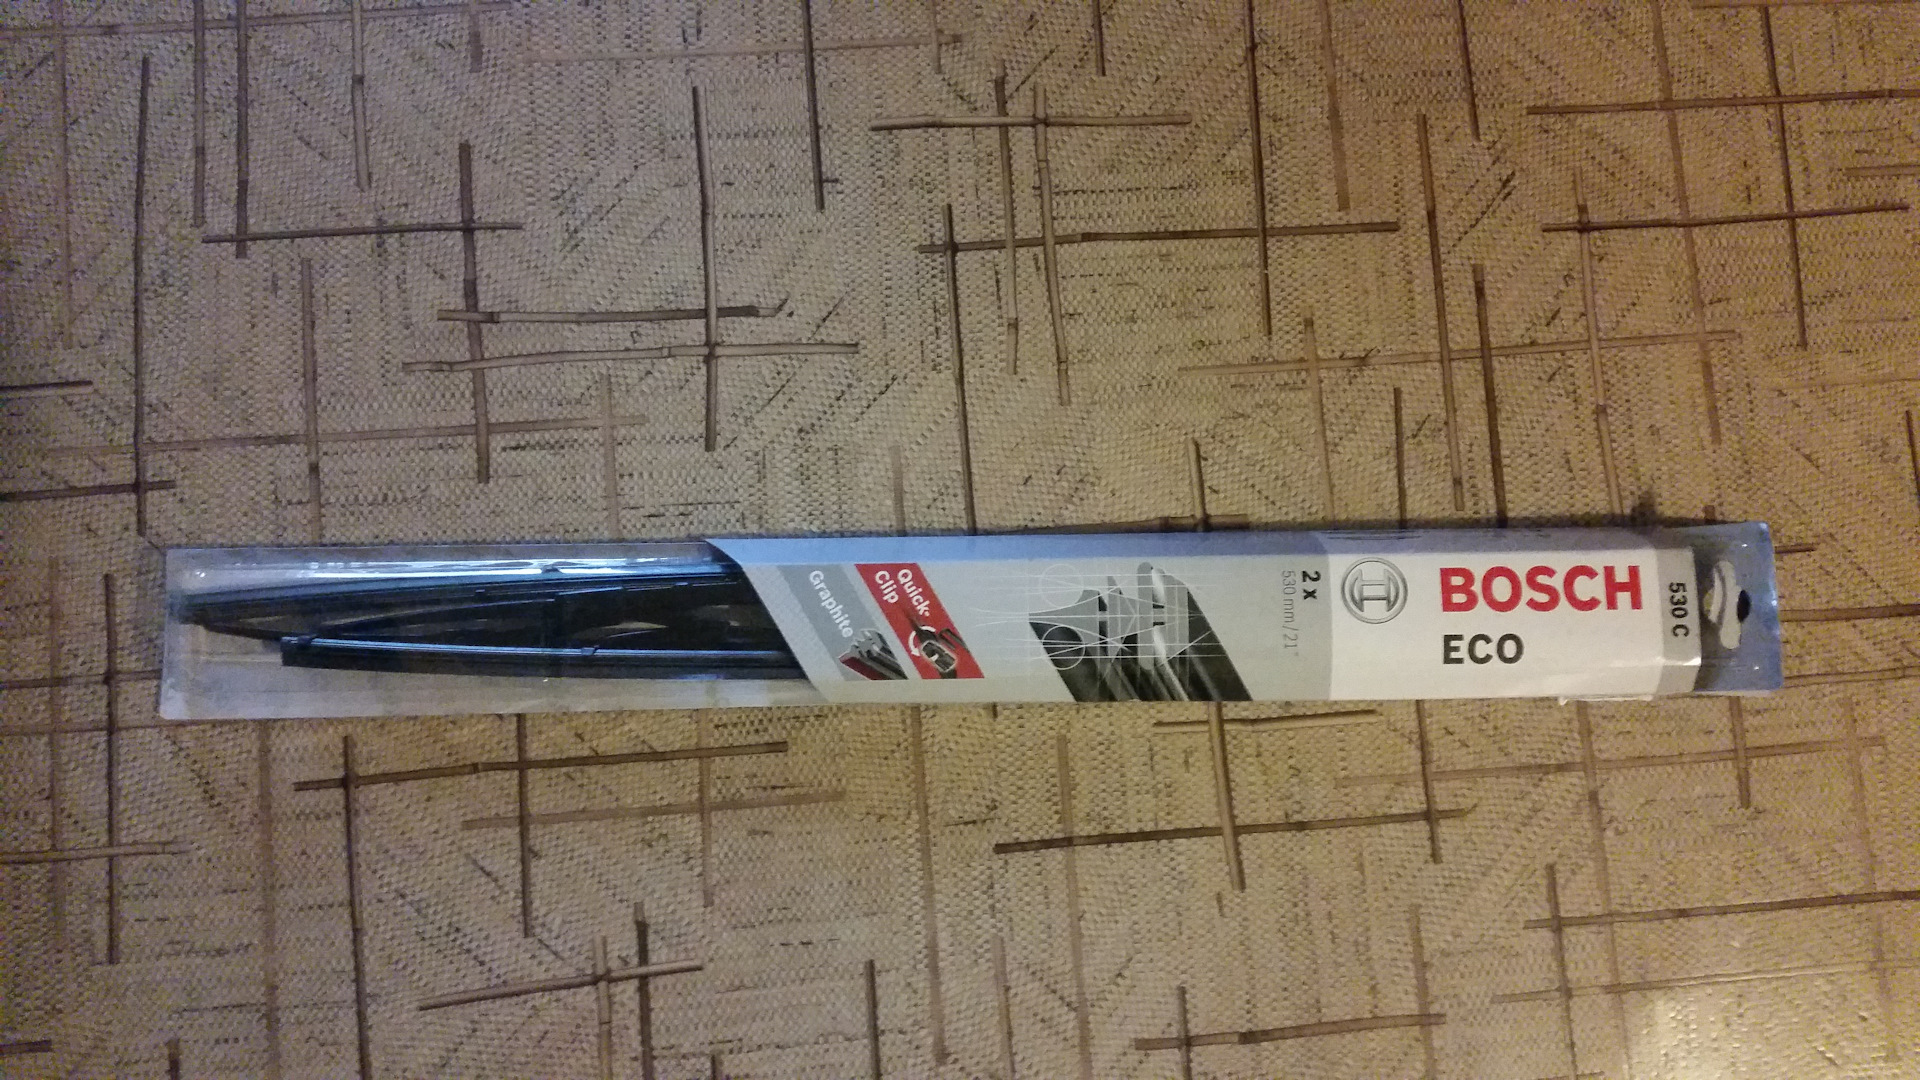 BOSCH
ECO
530 C
2 x
530 mm / 21"
Quick-
Clip
Graphite